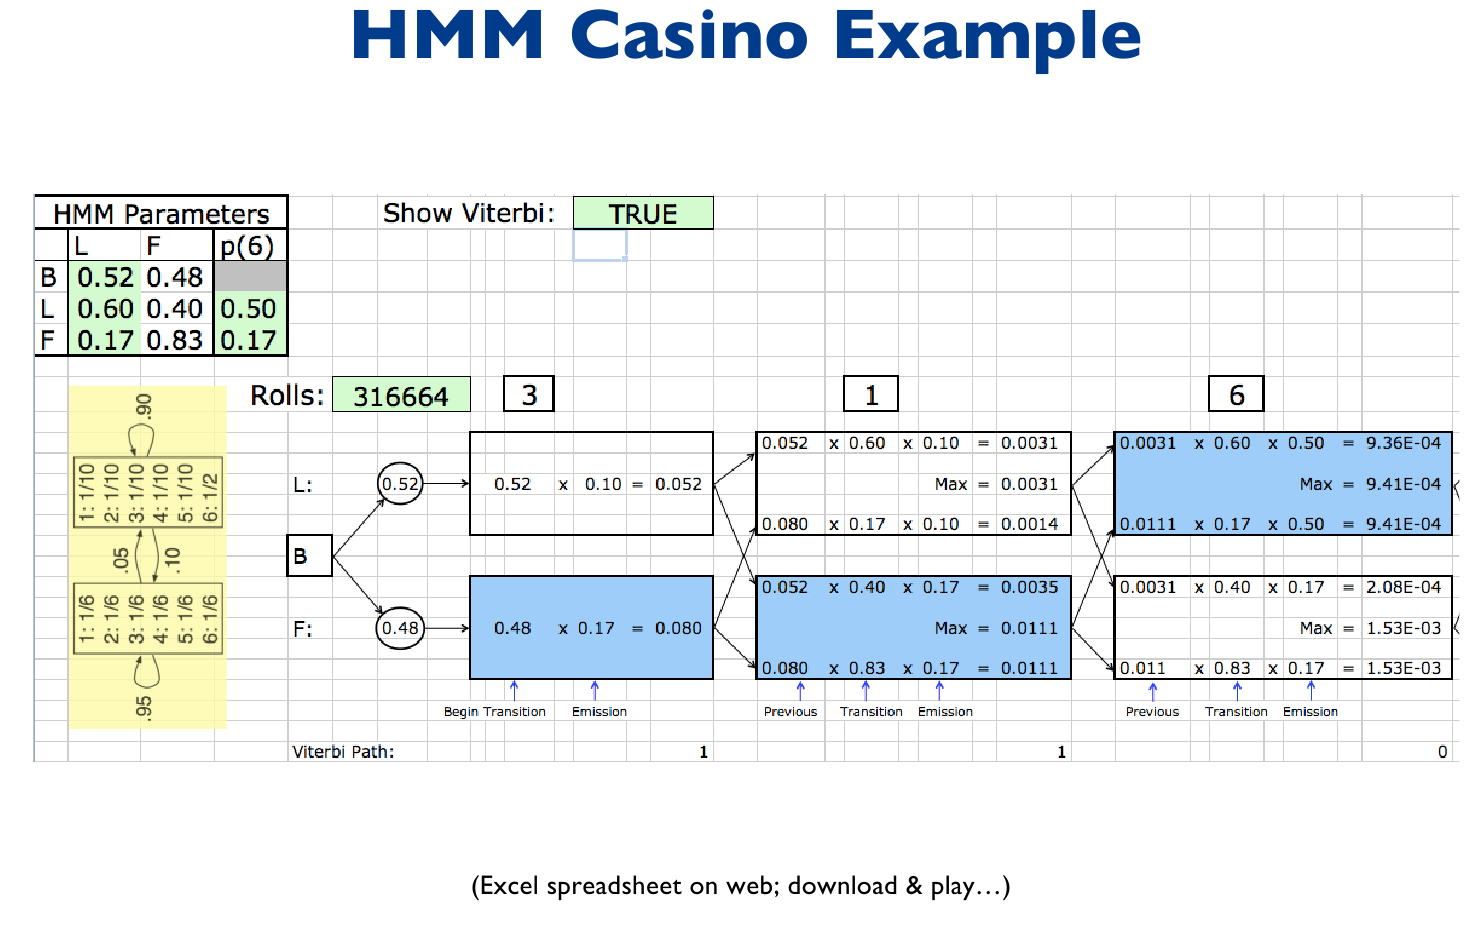 HMM Casino Example
HMM Parameters
L F p(6)
B 0.52 0.48
L 0.60 0.40 0.50
F 0.17 0.83 0.17
Show Viterbi: TRUE
Rolls: 316664 3 1 6
.90
1: 1/10
2: 1/10
3: 1/10
4: 1/10
5: 1/10
6: 1/2
.05 .10
1: 1/6
2: 1/6
3: 1/6
4: 1/6
5: 1/6
6: 1/6
.95
B
L: 0.52
F: 0.48
0.52 x 0.10 = 0.052
0.48 x 0.17 = 0.080
Begin Transition Emission
0.052 x 0.60 x 0.10 = 0.0031
Max = 0.0031
0.080 x 0.17 x 0.10 = 0.0014
0.052 x 0.40 x 0.17 = 0.0035
Max = 0.0111
0.080 x 0.83 x 0.17 = 0.0111
Previous Transition Emission
0.0031 x 0.60 x 0.50 = 9.36E-04
Max = 9.41E-04
0.0111 x 0.17 x 0.50 = 9.41E-04
0.0031 x 0.40 x 0.17 = 2.08E-04
Max = 1.53E-03
0.011 x 0.83 x 0.17 = 1.53E-03
Previous Transition Emission
Viterbi Path: 1 1 0
(Excel spreadsheet on web; download & play…)